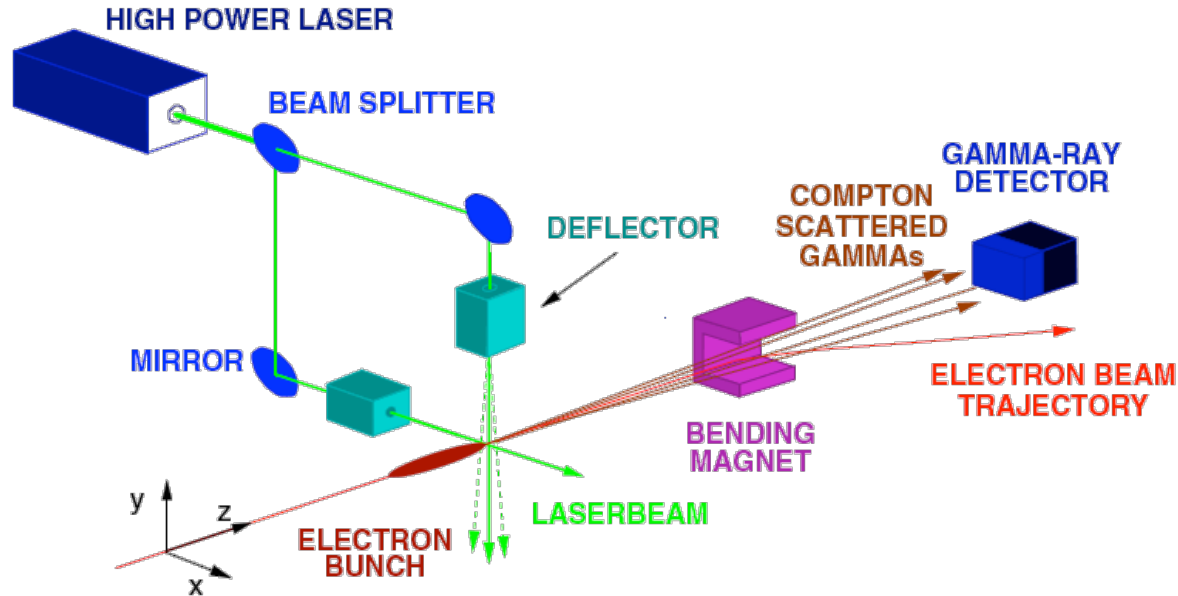 HIGH POWER LASER
BEAM SPLITTER
GAMMA-RAY
DETECTOR
COMPTON
SCATTERED
GAMMAs
DEFLECTOR
MIRROR
ELECTRON BEAM
TRAJECTORY
BENDING
MAGNET
LASERBEAM
ELECTRON
BUNCH
y
z
x